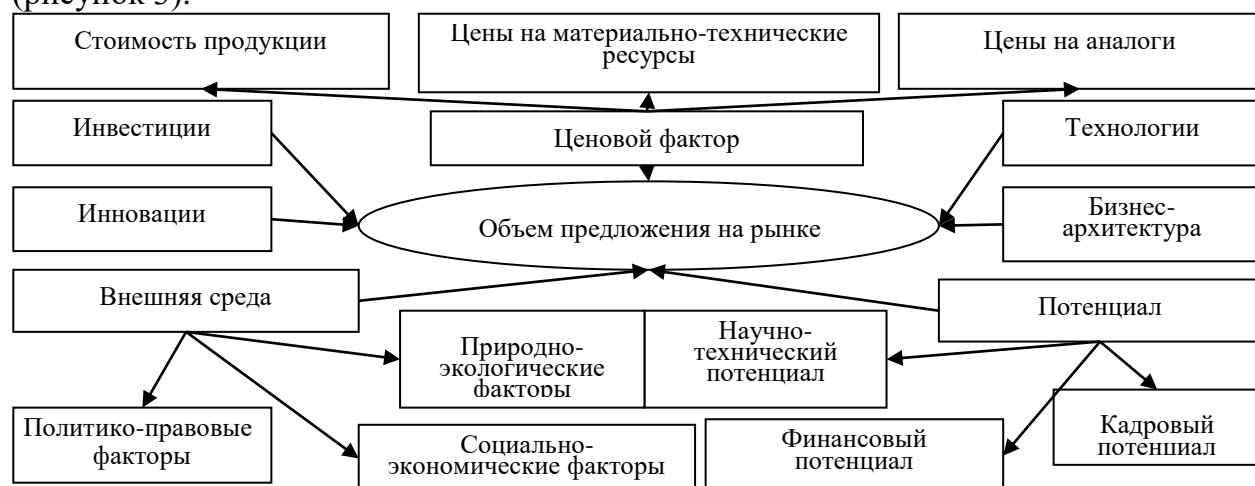 (рисунок 3).
Стоимость продукции
Цены на материально-технические
ресурсы
Цены на аналоги
Инвестиции
Ценовой фактор
Технологии
Инновации
Объем предложения на рынке
Бизнес-
архитектура
Внешняя среда
Потенциал
Природно-
экологические
факторы
Научно-
технический
потенциал
Политико-правовые
факторы
Социально-
экономические факторы
Финансовый
потенциал
Кадровый
потенциал